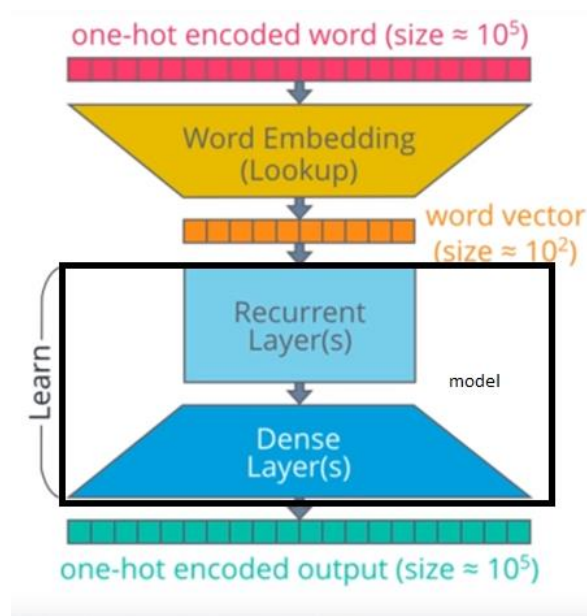 one-hot encoded word (size ≈ 10⁵)
Word Embedding
(Lookup)
word vector
(size ≈ 10²)
Recurrent
Layer(s)
model
Learn
Dense
Layer(s)
one-hot encoded output (size ≈ 10⁵)